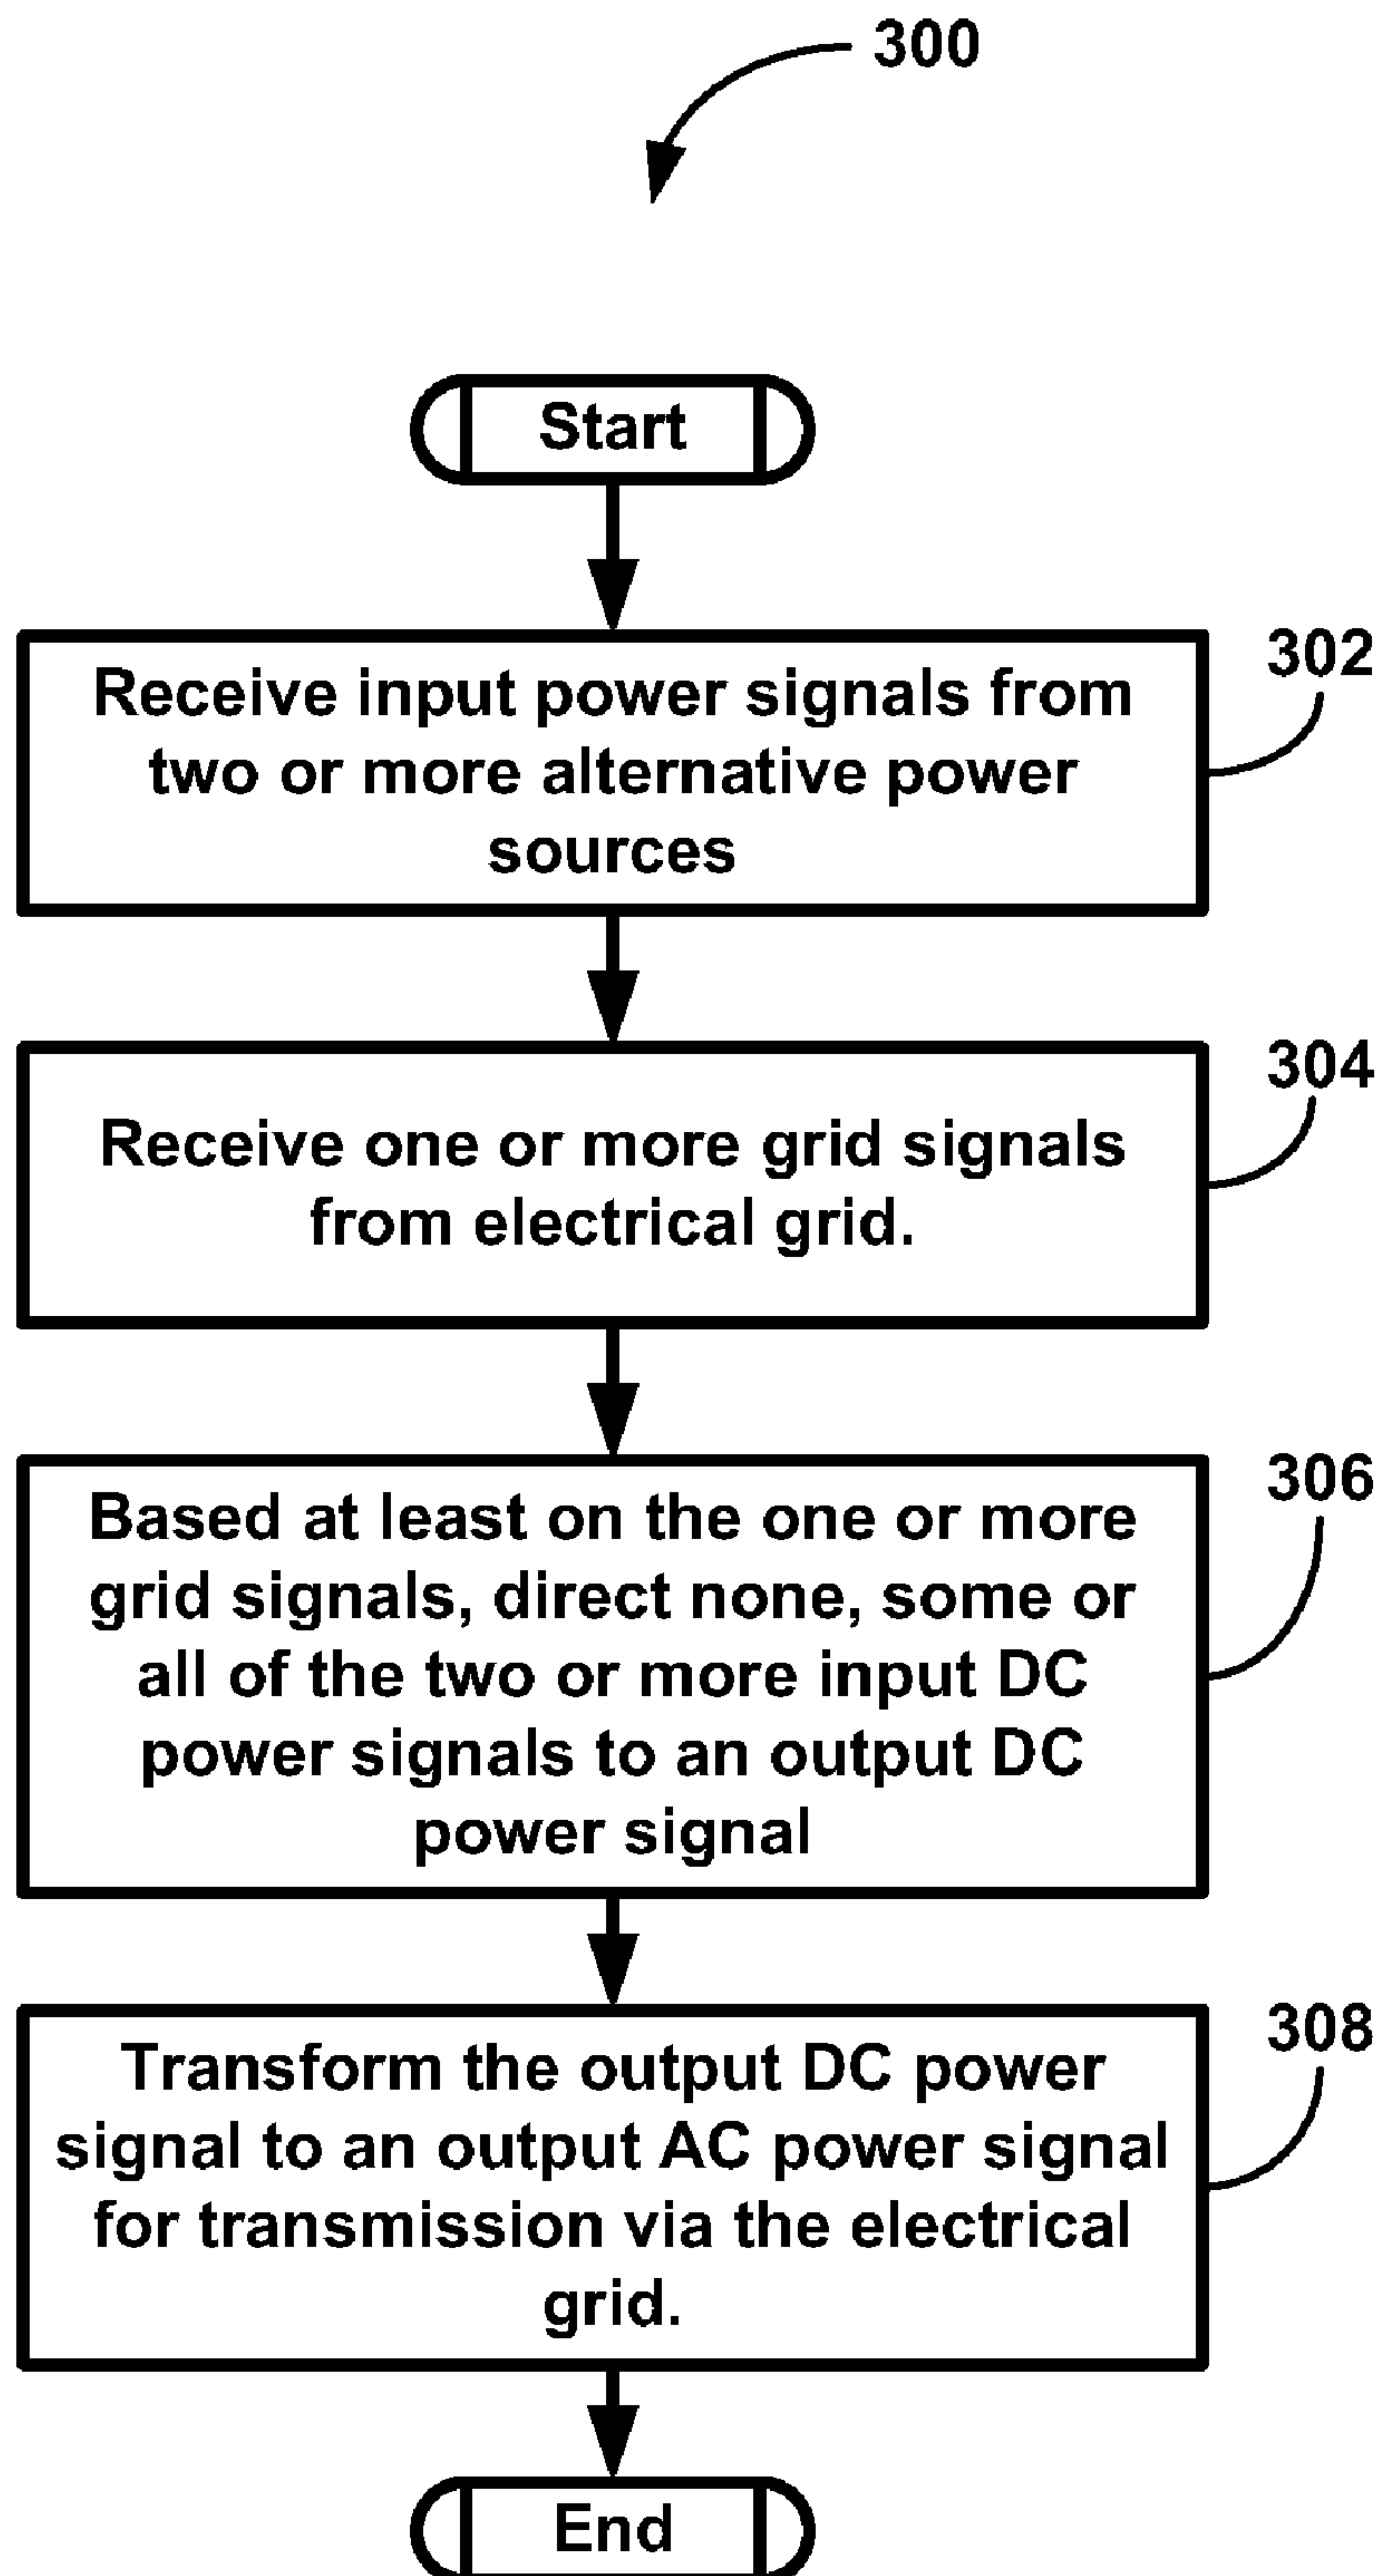 300
Start
302
Receive input power signals from
two or more alternative power
sources
304
Receive one or more grid signals
from electrical grid.
306
Based at least on the one or more
grid signals, direct none, some or
all of the two or more input DC
power signals to an output DC
power signal
308
Transform the output DC power
signal to an output AC power signal
for transmission via the electrical
grid.
End